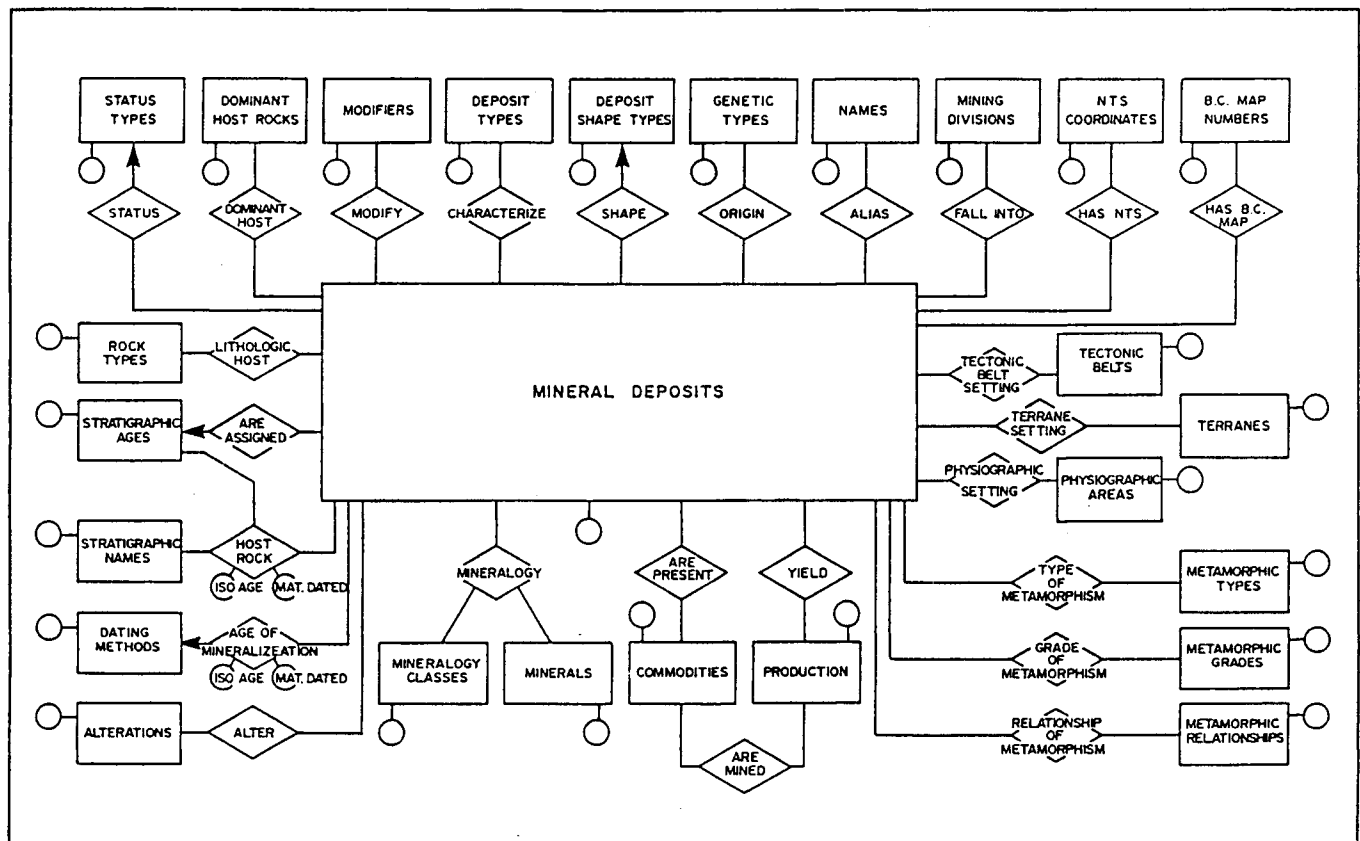 STATUS
TYPES
DOMINANT
HOST ROCKS
MODIFIERS
DEPOSIT
TYPES
DEPOSIT
SHAPE TYPES
GENETIC
TYPES
NAMES
MINING
DIVISIONS
NTS
COORDINATES
B.C. MAP
NUMBERS
STATUS
DOMINANT
HOST
MODIFY
CHARACTERIZE
SHAPE
ORIGIN
ALIAS
FALL INTO
HAS NTS
HAS B.C.
MAP
ROCK
TYPES
LITHOLOGIC
HOST
MINERAL DEPOSITS
TECTONIC
BELT
SETTING
TECTONIC
BELTS
STRATIGRAPHIC
AGES
ARE
ASSIGNED
TERRANE
SETTING
TERRANES
PHYSIOGRAPHIC
SETTING
PHYSIOGRAPHIC
AREAS
STRATIGRAPHIC
NAMES
HOST
ROCK
ISO AGE
MAT. DATED
MINERALOGY
ARE
PRESENT
YIELD
TYPE
OF
METAMORPHISM
METAMORPHIC
TYPES
DATING
METHODS
AGE OF
MINERALIZEATION
ISO AGE
MAT. DATED
MINERALOGY
CLASSES
MINERALS
COMMODITIES
PRODUCTION
GRADE
OF
METAMORPHISM
METAMORPHIC
GRADES
ALTERATIONS
ALTER
ARE
MINED
RELATIONSHIP
OF
METAMORPHISM
METAMORPHIC
RELATIONSHIPS